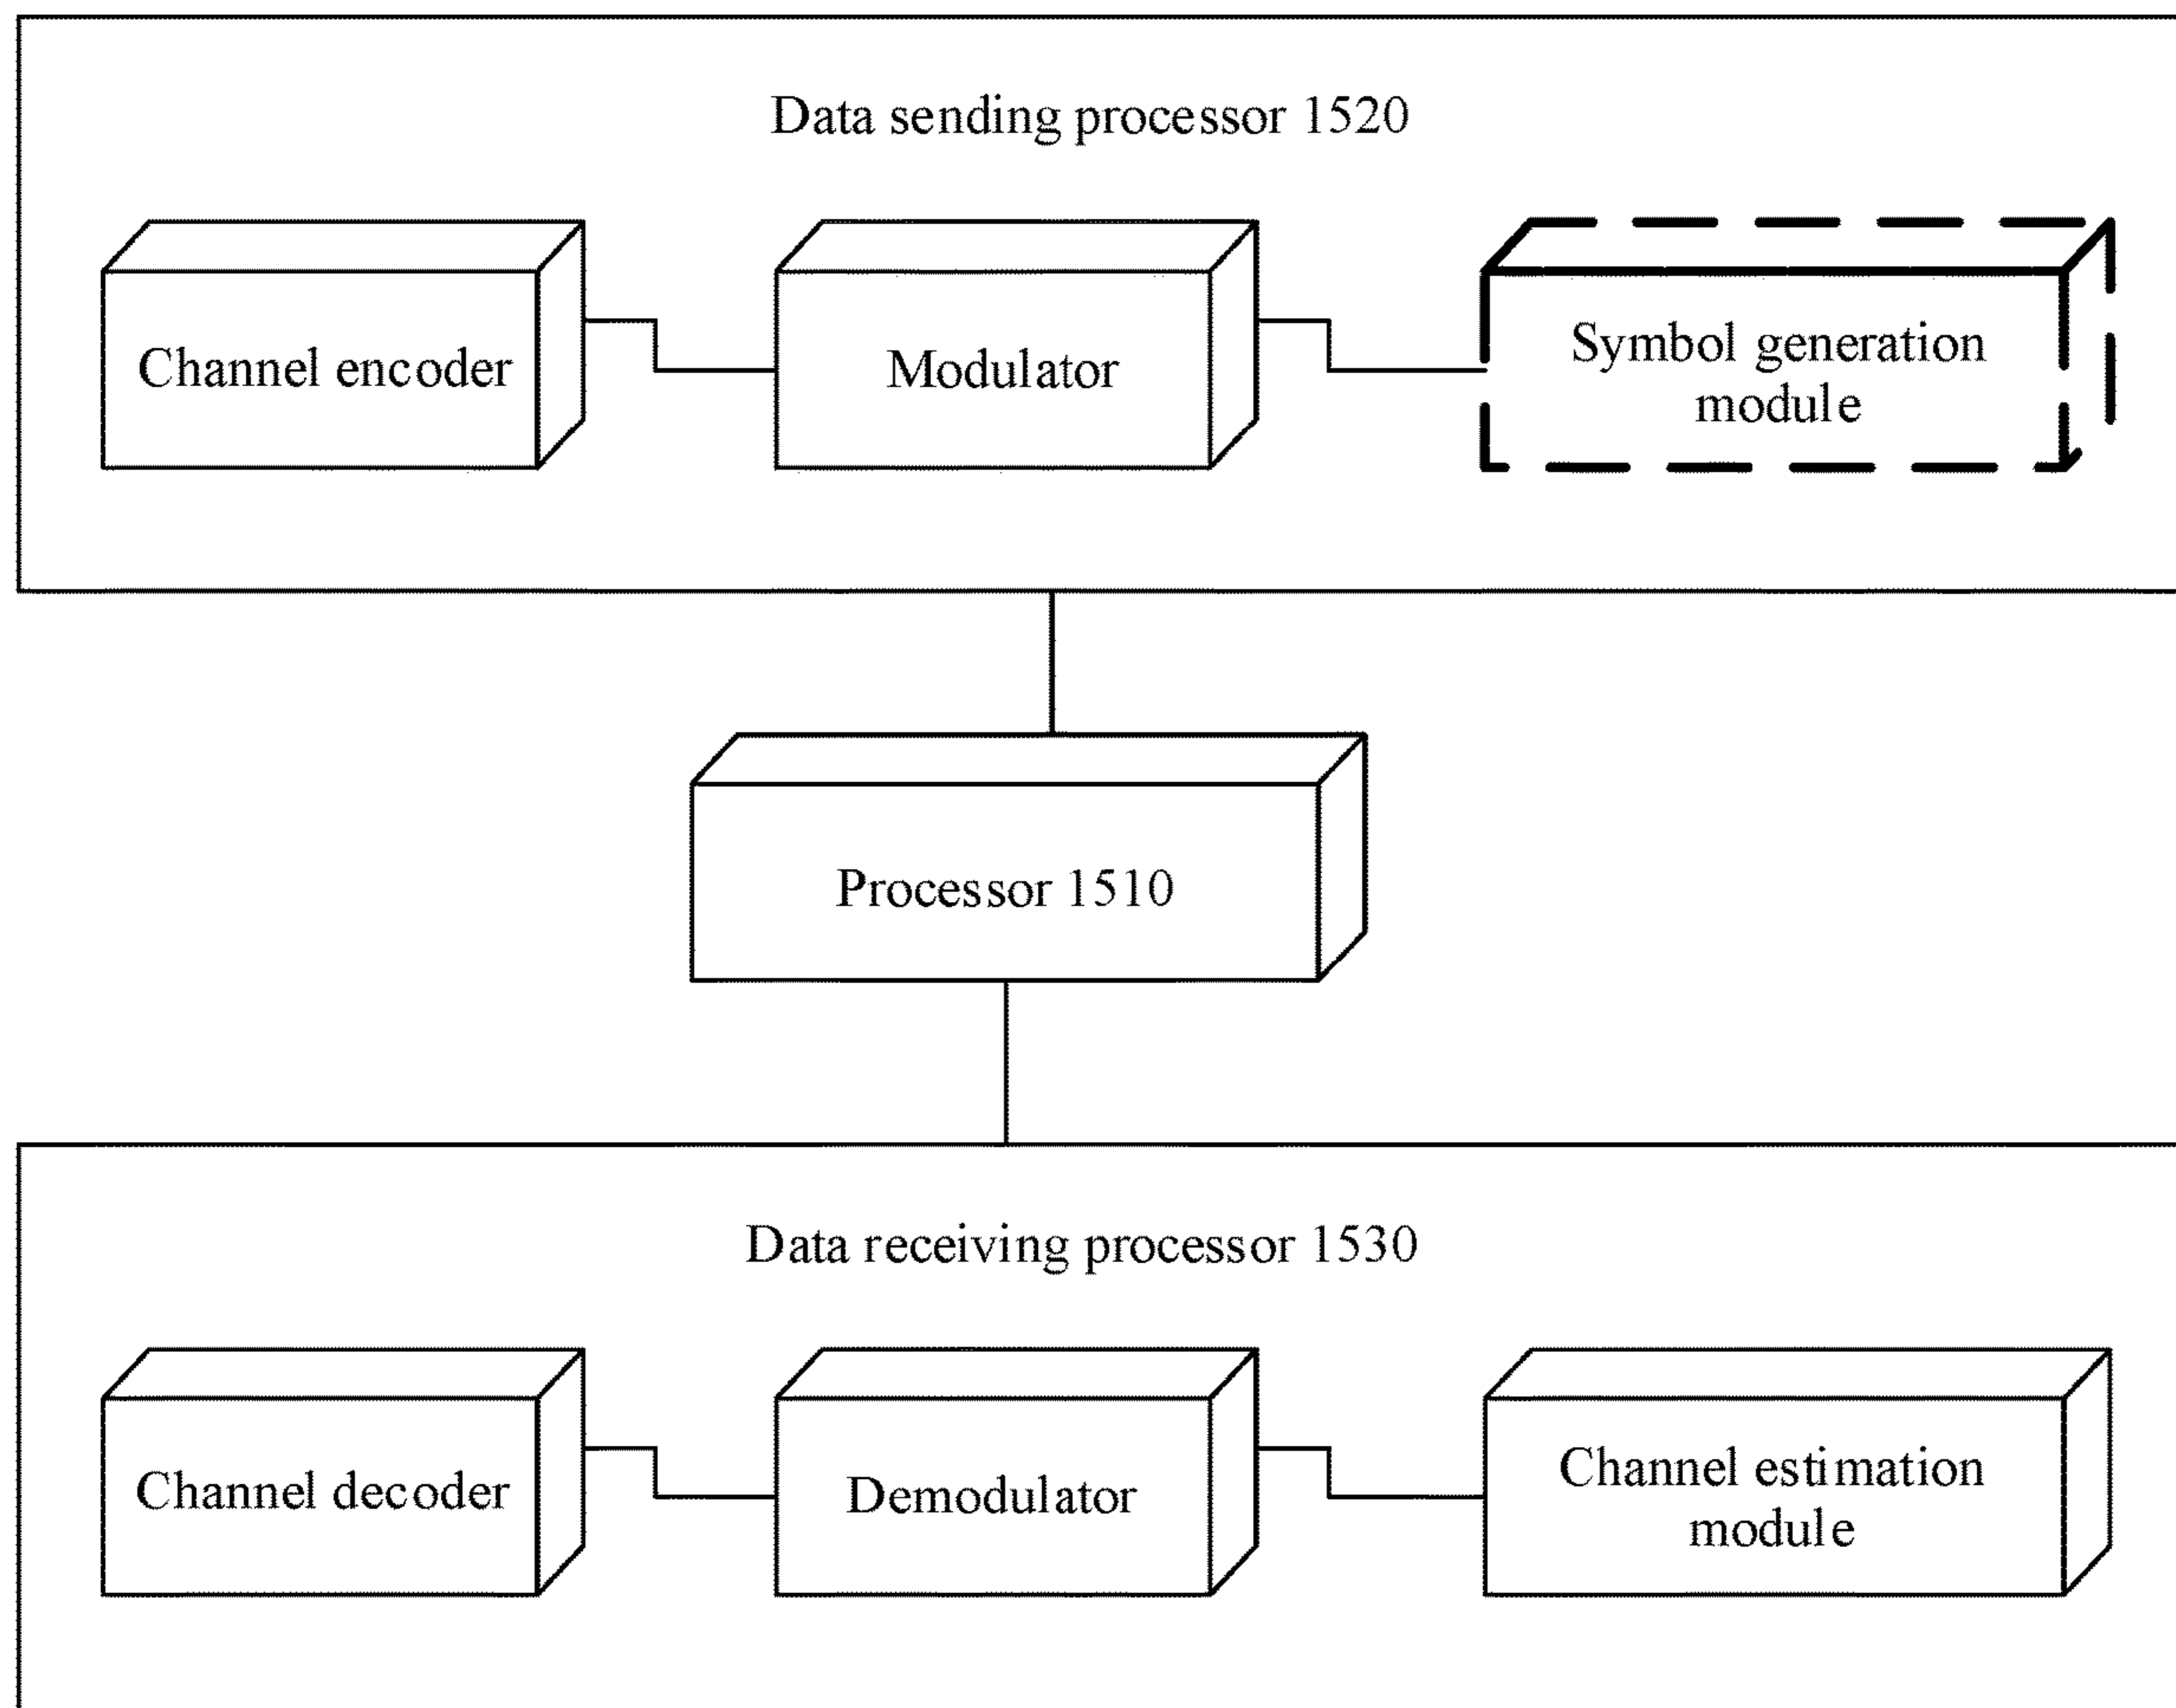 Data sending processor 1520
Channel encoder
Modulator
Symbol generation
module
Processor 1510
Data receiving processor 1530
Channel decoder
Demodulator
Channel estimation
module